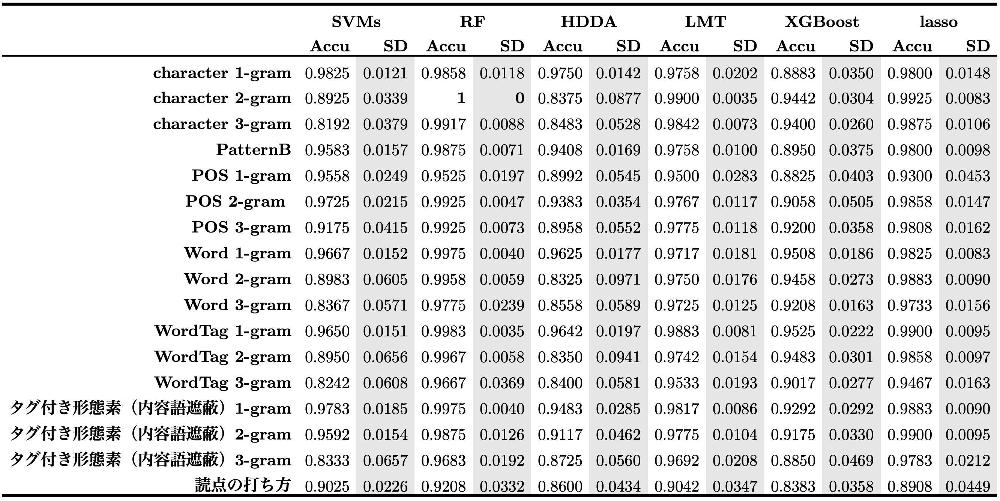 SVMs RF HDDA LMT XGBoost lasso
Accu SD Accu SD Accu SD Accu SD Accu SD Accu SD
character 1-gram 0.9825 0.0121 0.9858 0.0118 0.9750 0.0142 0.9758 0.0202 0.8883 0.0350 0.9800 0.0148
character 2-gram 0.8925 0.0339 1 0 0.8375 0.0877 0.9900 0.0035 0.9442 0.0304 0.9925 0.0083
character 3-gram 0.8192 0.0379 0.9917 0.0088 0.8483 0.0528 0.9842 0.0073 0.9400 0.0260 0.9875 0.0106
PatternB 0.9583 0.0157 0.9875 0.0071 0.9408 0.0169 0.9758 0.0100 0.8950 0.0375 0.9800 0.0098
POS 1-gram 0.9558 0.0249 0.9525 0.0197 0.8992 0.0545 0.9500 0.0283 0.8825 0.0403 0.9300 0.0453
POS 2-gram 0.9725 0.0215 0.9925 0.0047 0.9383 0.0354 0.9767 0.0117 0.9058 0.0505 0.9858 0.0147
POS 3-gram 0.9175 0.0415 0.9925 0.0073 0.8958 0.0552 0.9775 0.0118 0.9200 0.0358 0.9808 0.0162
Word 1-gram 0.9667 0.0152 0.9975 0.0040 0.9625 0.0177 0.9717 0.0181 0.9508 0.0186 0.9825 0.0083
Word 2-gram 0.8983 0.0605 0.9958 0.0059 0.8325 0.0971 0.9750 0.0176 0.9458 0.0273 0.9883 0.0090
Word 3-gram 0.8367 0.0571 0.9775 0.0239 0.8558 0.0589 0.9725 0.0125 0.9208 0.0163 0.9733 0.0156
WordTag 1-gram 0.9650 0.0151 0.9983 0.0035 0.9642 0.0197 0.9883 0.0081 0.9525 0.0222 0.9900 0.0095
WordTag 2-gram 0.8950 0.0656 0.9967 0.0058 0.8350 0.0941 0.9742 0.0154 0.9483 0.0301 0.9858 0.0097
WordTag 3-gram 0.8242 0.0608 0.9667 0.0369 0.8400 0.0581 0.9533 0.0193 0.9017 0.0277 0.9467 0.0163
タグ付き形態素（内容語遮蔽）1-gram 0.9783 0.0185 0.9975 0.0040 0.9483 0.0285 0.9817 0.0086 0.9292 0.0292 0.9883 0.0090
タグ付き形態素（内容語遮蔽）2-gram 0.9592 0.0154 0.9875 0.0126 0.9117 0.0462 0.9775 0.0104 0.9175 0.0330 0.9900 0.0095
タグ付き形態素（内容語遮蔽）3-gram 0.8333 0.0657 0.9683 0.0192 0.8725 0.0560 0.9692 0.0208 0.8850 0.0469 0.9783 0.0212
読点の打ち方 0.9025 0.0226 0.9208 0.0332 0.8600 0.0434 0.9042 0.0347 0.8383 0.0358 0.8908 0.0449